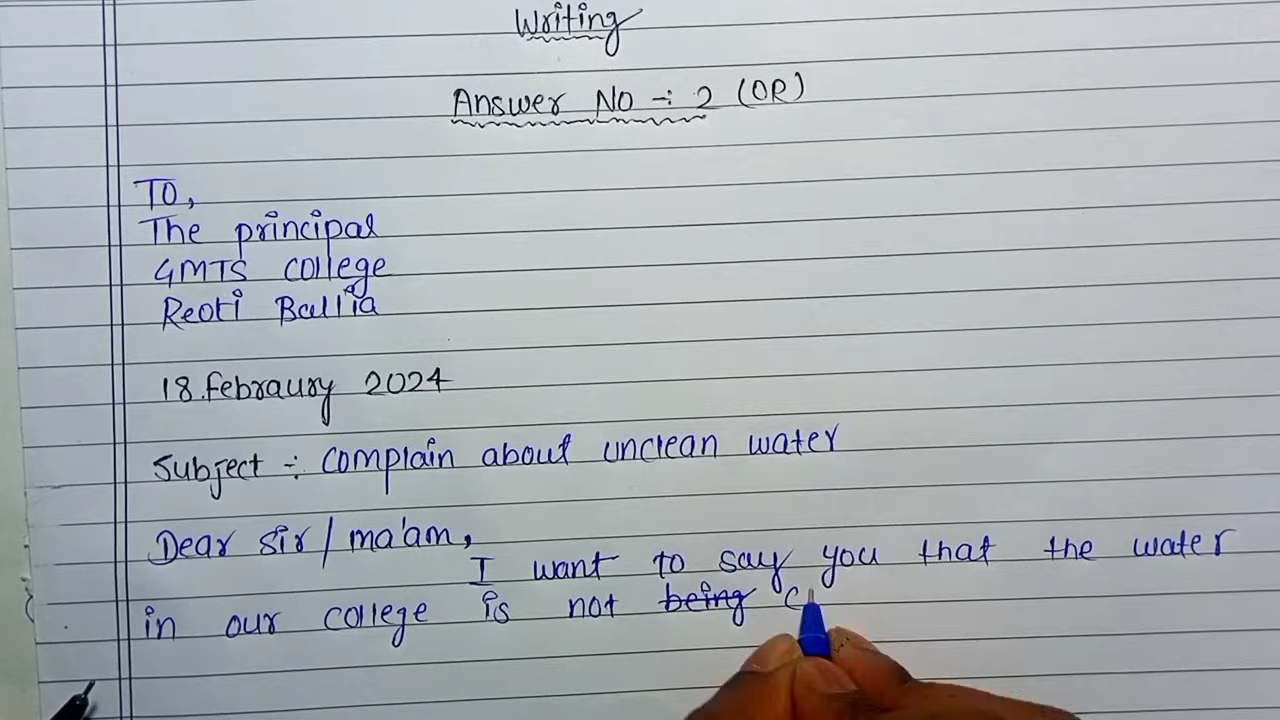 Writing
Answer No -: 2 (OR)
TO,
The principal
GMTS college
Reoti Ballia
18.Febraury 2024
Subject -: complain about unclean water
Dear sir / ma'am,
I want to say you that the water
in our college is not being c